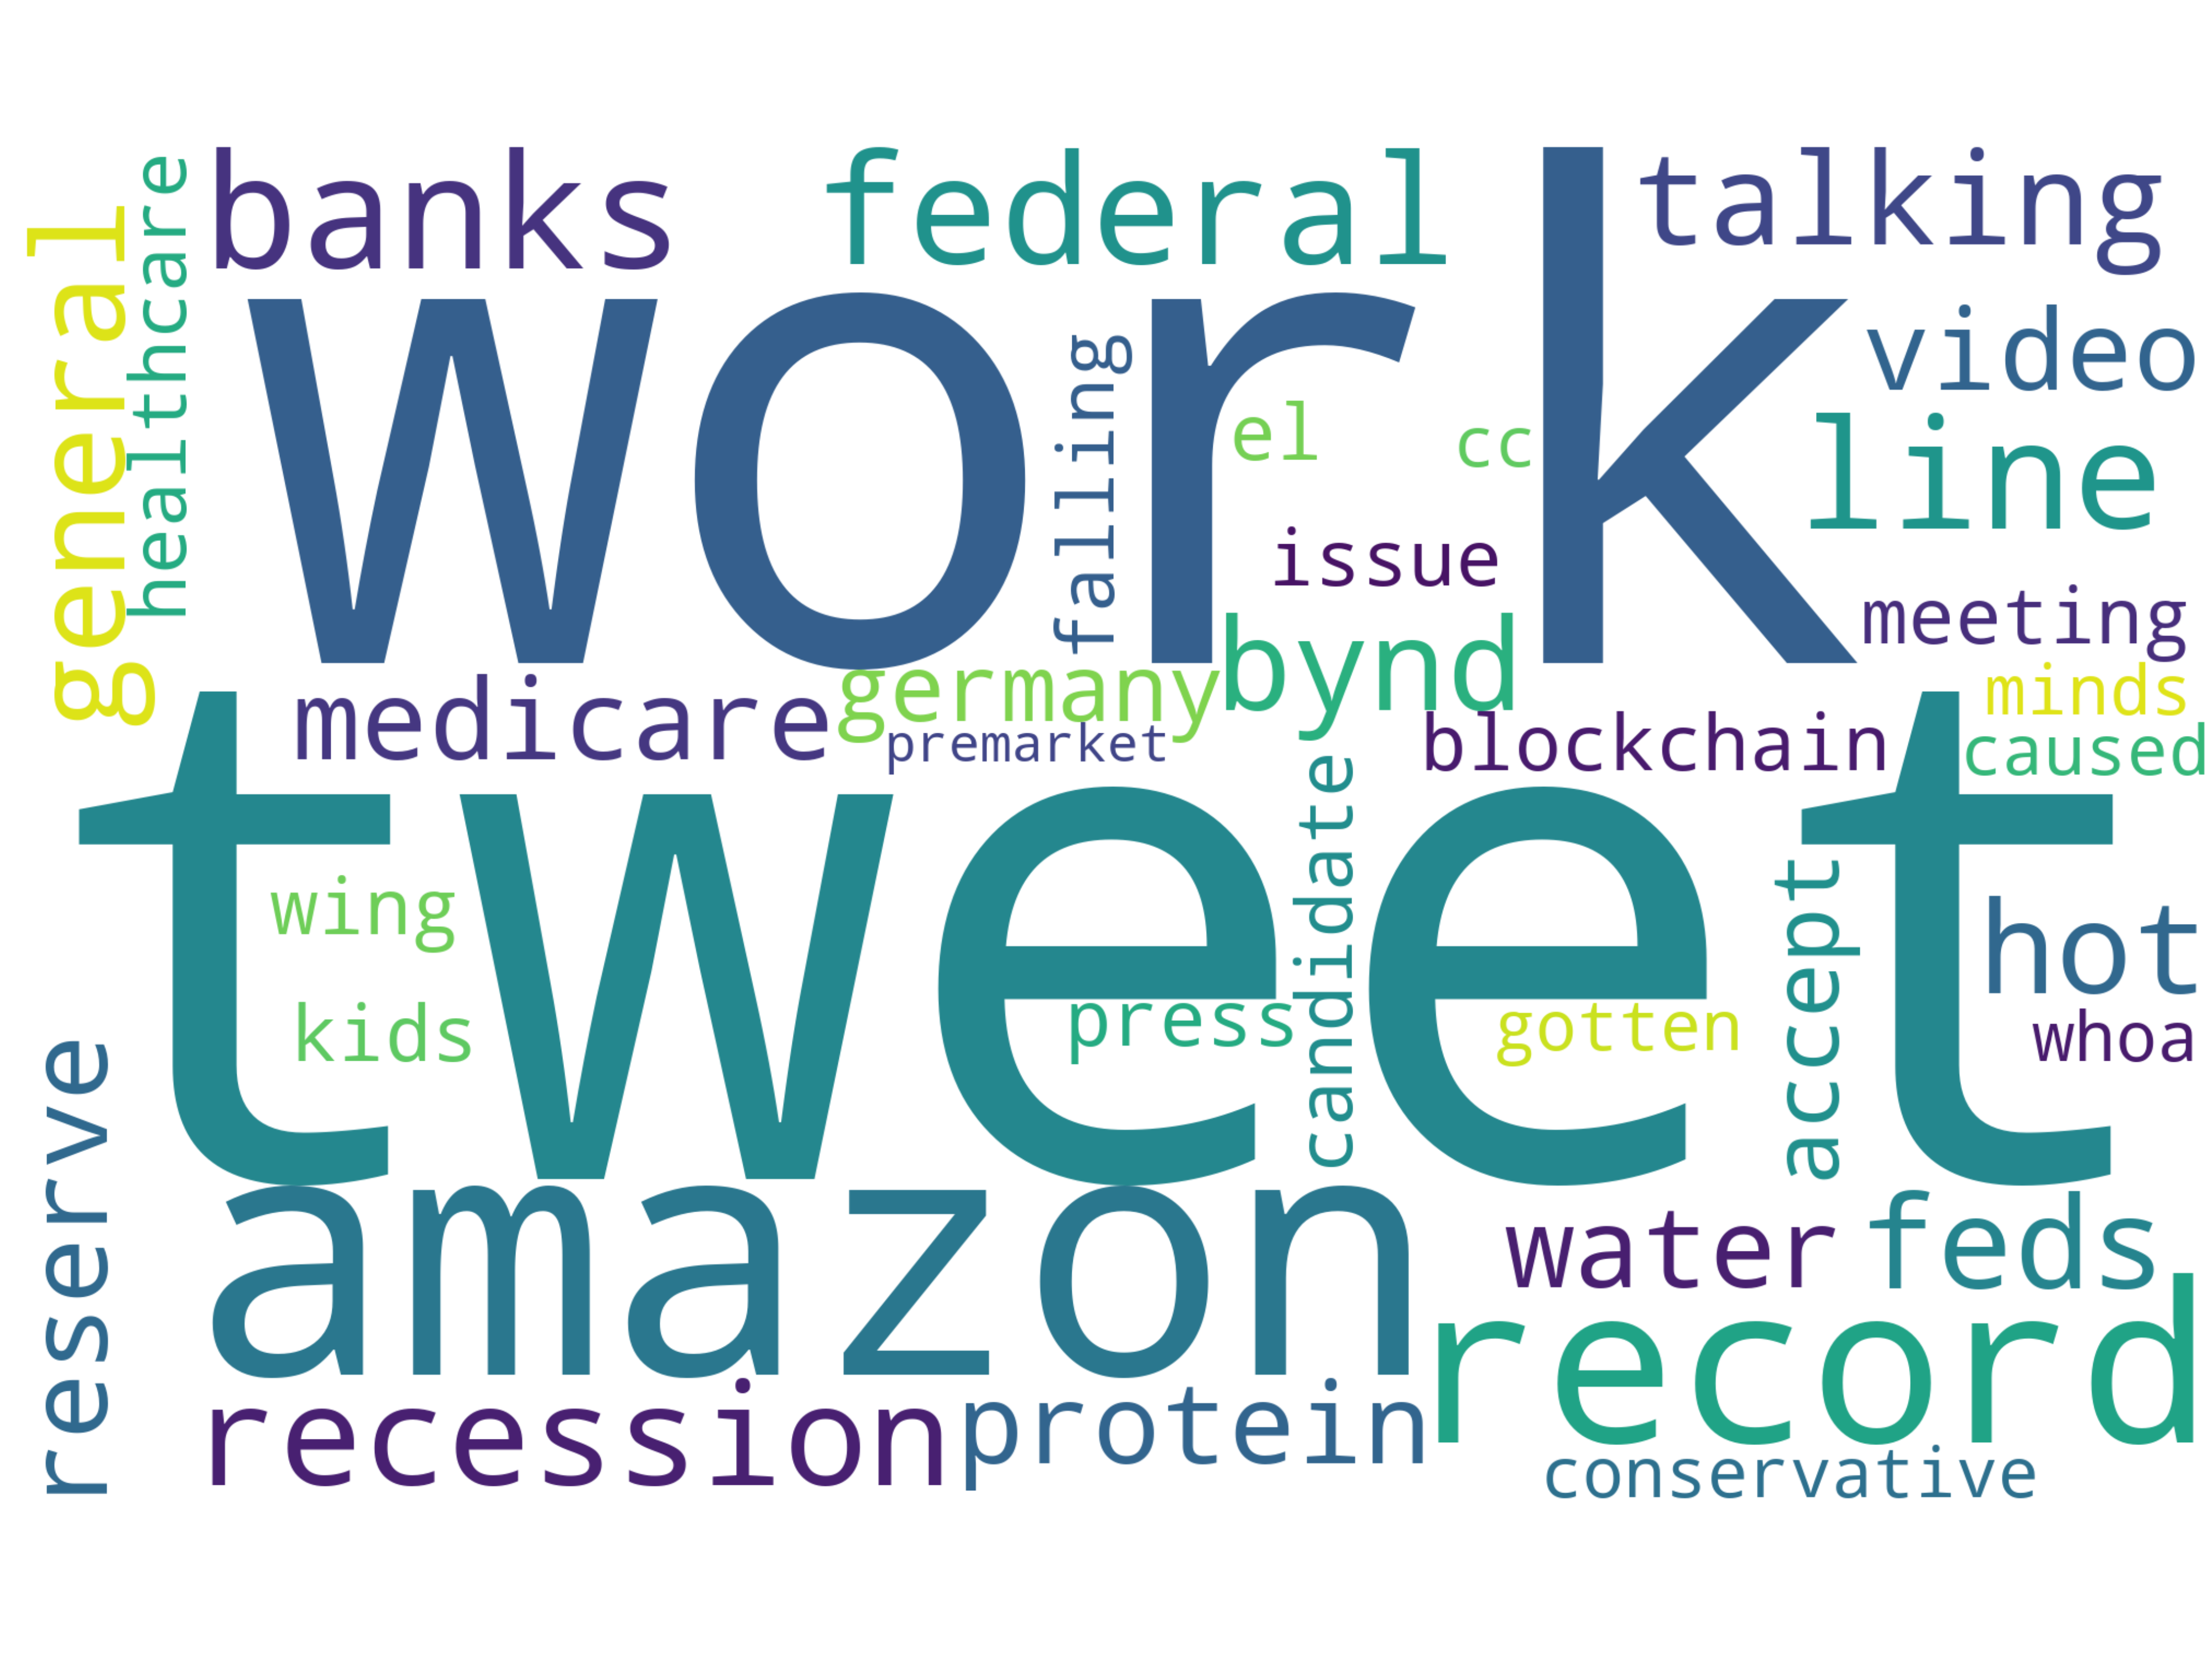 banks
federal
talking
general
healthcare
work
video
falling
el
cc
line
issue
meeting
medicare
germany
bynd
minds
premarket
blockchain
caused
tweet
candidate
accept
wing
hot
kids
press
gotten
whoa
reserve
amazon
water
feds
record
recession
protein
conservative